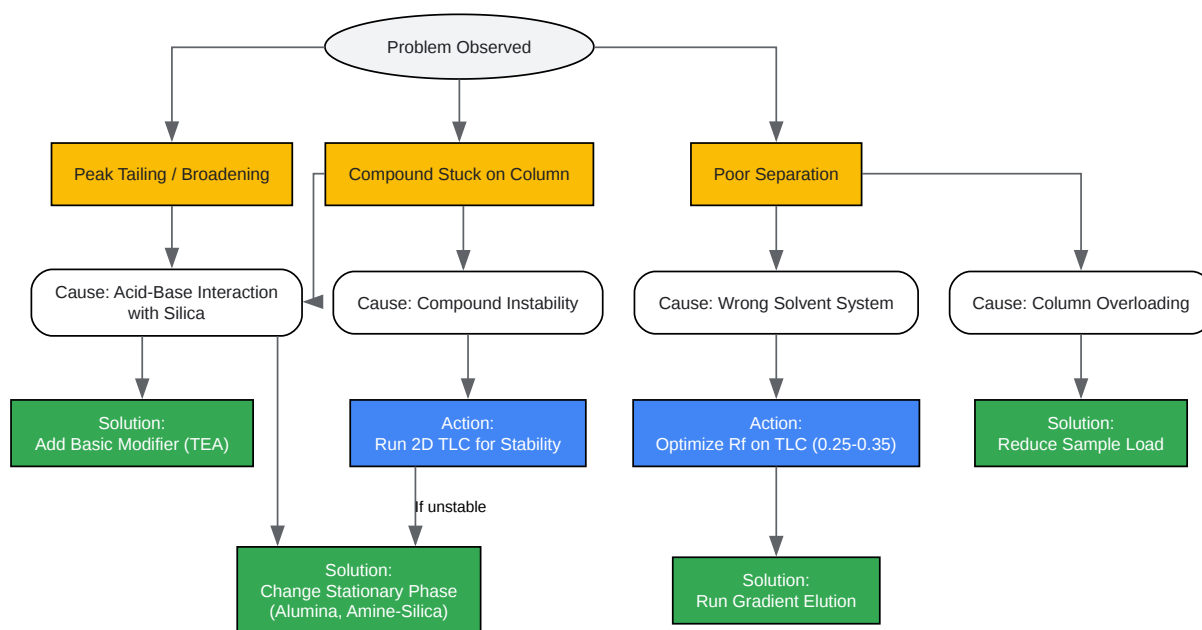 Problem Observed
Peak Tailing / Broadening
Compound Stuck on Column
Poor Separation
Cause: Acid-Base Interaction
with Silica
Cause: Compound Instability
Cause: Wrong Solvent System
Cause: Column Overloading
Solution:
Add Basic Modifier (TEA)
Action:
Run 2D TLC for Stability
Action:
Optimize Rf on TLC (0.25-0.35)
Solution:
Reduce Sample Load
If unstable
Solution:
Change Stationary Phase
(Alumina, Amine-Silica)
Solution:
Run Gradient Elution